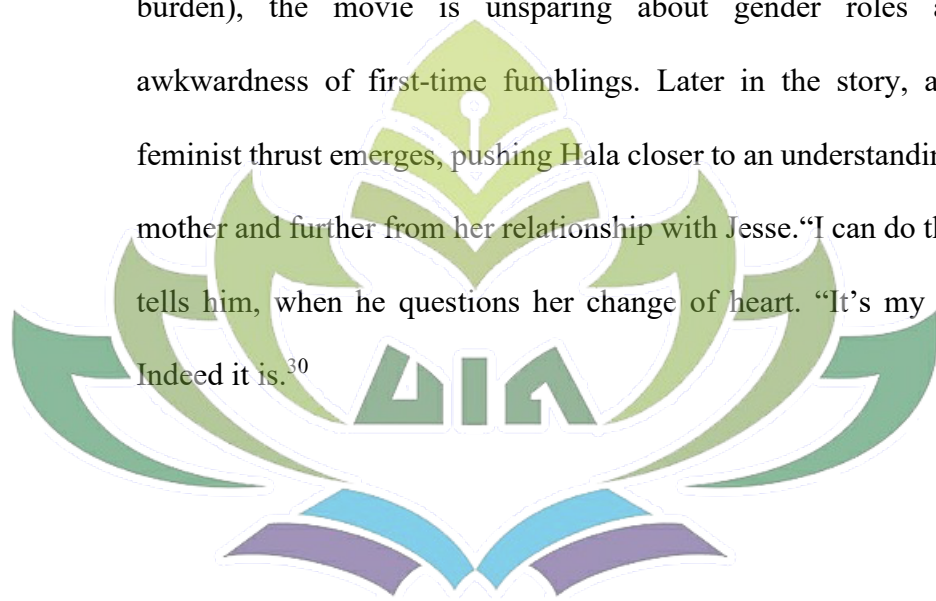 burden), the movie is unsparing about gender roles
awkwardness of first-time fumblings. Later in the story,
feminist thrust emerges, pushing Hala closer to an
mother and further from her relationship with Jesse.“I can do
tells him, when he questions her change of heart. “It’s my
Indeed it is.30
UIN